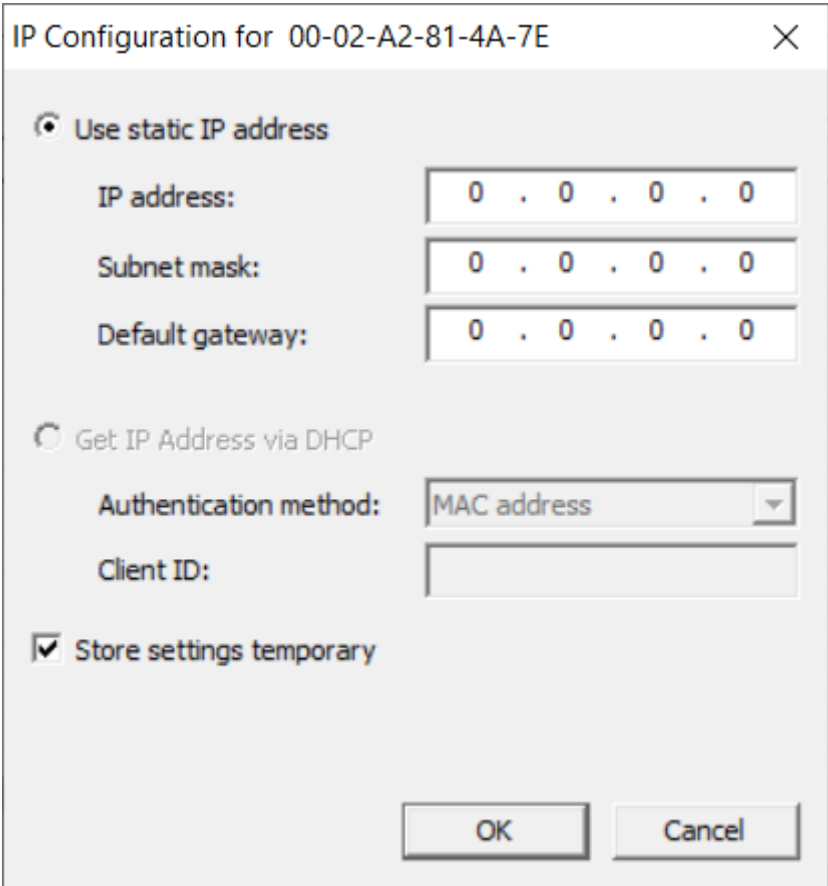 IP Configuration for 00-02-A2-81-4A-7E
Use static IP address
IP address: 0 . 0 . 0 . 0
Subnet mask: 0 . 0 . 0 . 0
Default gateway: 0 . 0 . 0 . 0
Get IP Address via DHCP
Authentication method: MAC address
Client ID:
Store settings temporary
OK Cancel